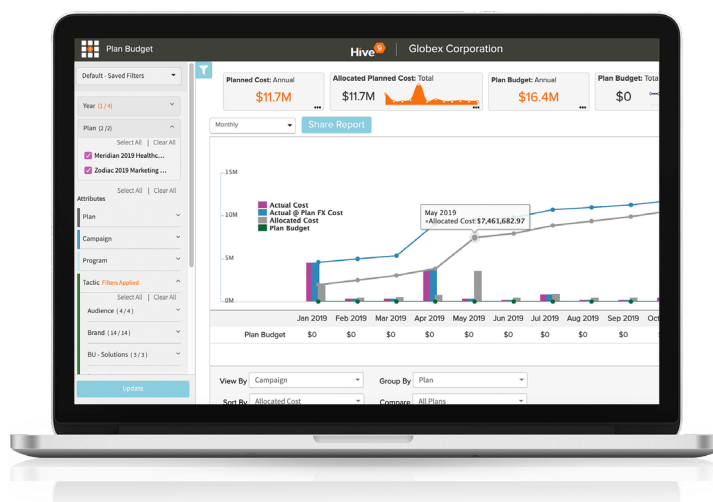 Plan Budget
Hive9
Globex Corporation
Default - Saved Filters
Year (1/4)
Plan (2/2)
Select All | Clear All
Meridian 2019 Healthc...
Zodiac 2019 Marketing ...
Select All | Clear All
Attributes
Plan
Campaign
Program
Tactic Filters Applied
Select All | Clear All
Audience (4/4)
Brand (14/14)
BU - Solutions (3/3)
Update
Planned Cost: Annual
$11.7M
Allocated Planned Cost: Total
$11.7M
Plan Budget: Annual
$16.4M
Plan Budget: Tota
$0
Monthly
Share Report
15M
10M
5M
0M
Actual Cost
Actual @ Plan FX Cost
Allocated Cost
Plan Budget
May 2019
•Allocated Cost:$7,461,682.97
Jan 2019 Feb 2019 Mar 2019 Apr 2019 May 2019 Jun 2019 Jul 2019 Aug 2019 Sep 2019 Oct
Plan Budget $0 $0 $0 $0 $0 $0 $0 $0 $0
View By Campaign Group By Plan
Sort By Allocated Cost Compare All Plans